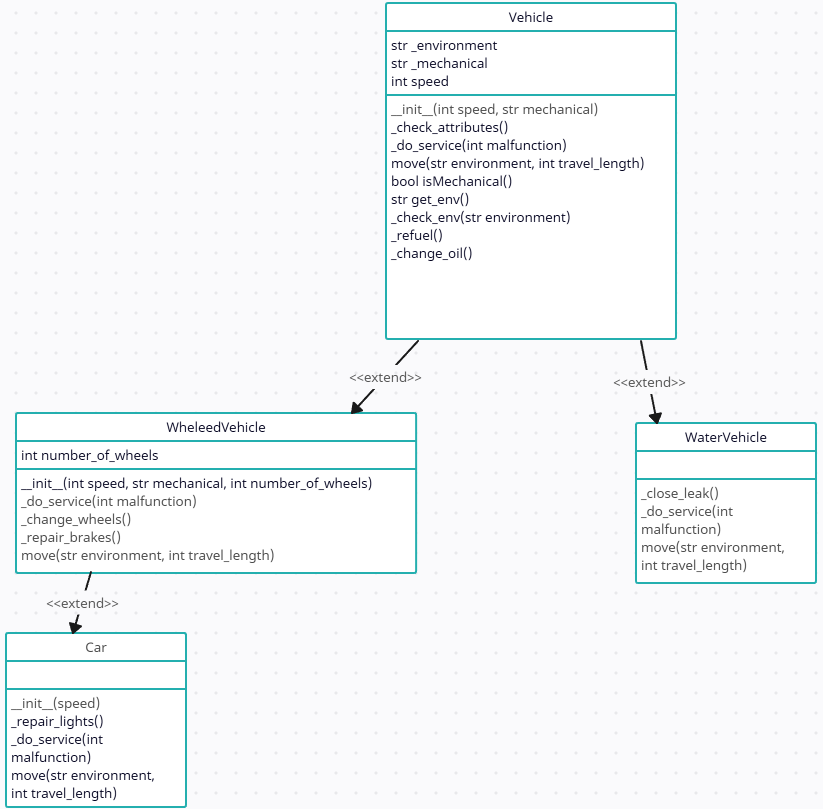 Vehicle
str _environment
str _mechanical
int speed
__init__(int speed, str mechanical)
_check_attributes()
_do_service(int malfunction)
move(str environment, int travel_length)
bool isMechanical()
str get_env()
_check_env(str environment)
_refuel()
_change_oil()
<<extend>>
<<extend>>
WheleedVehicle
int number_of_wheels
__init__(int speed, str mechanical, int number_of_wheels)
_do_service(int malfunction)
_change_wheels()
_repair_brakes()
move(str environment, int travel_length)
WaterVehicle
_close_leak()
_do_service(int
malfunction)
move(str environment,
int travel_length)
<<extend>>
Car
__init__(speed)
_repair_lights()
_do_service(int
malfunction)
move(str environment,
int travel_length)